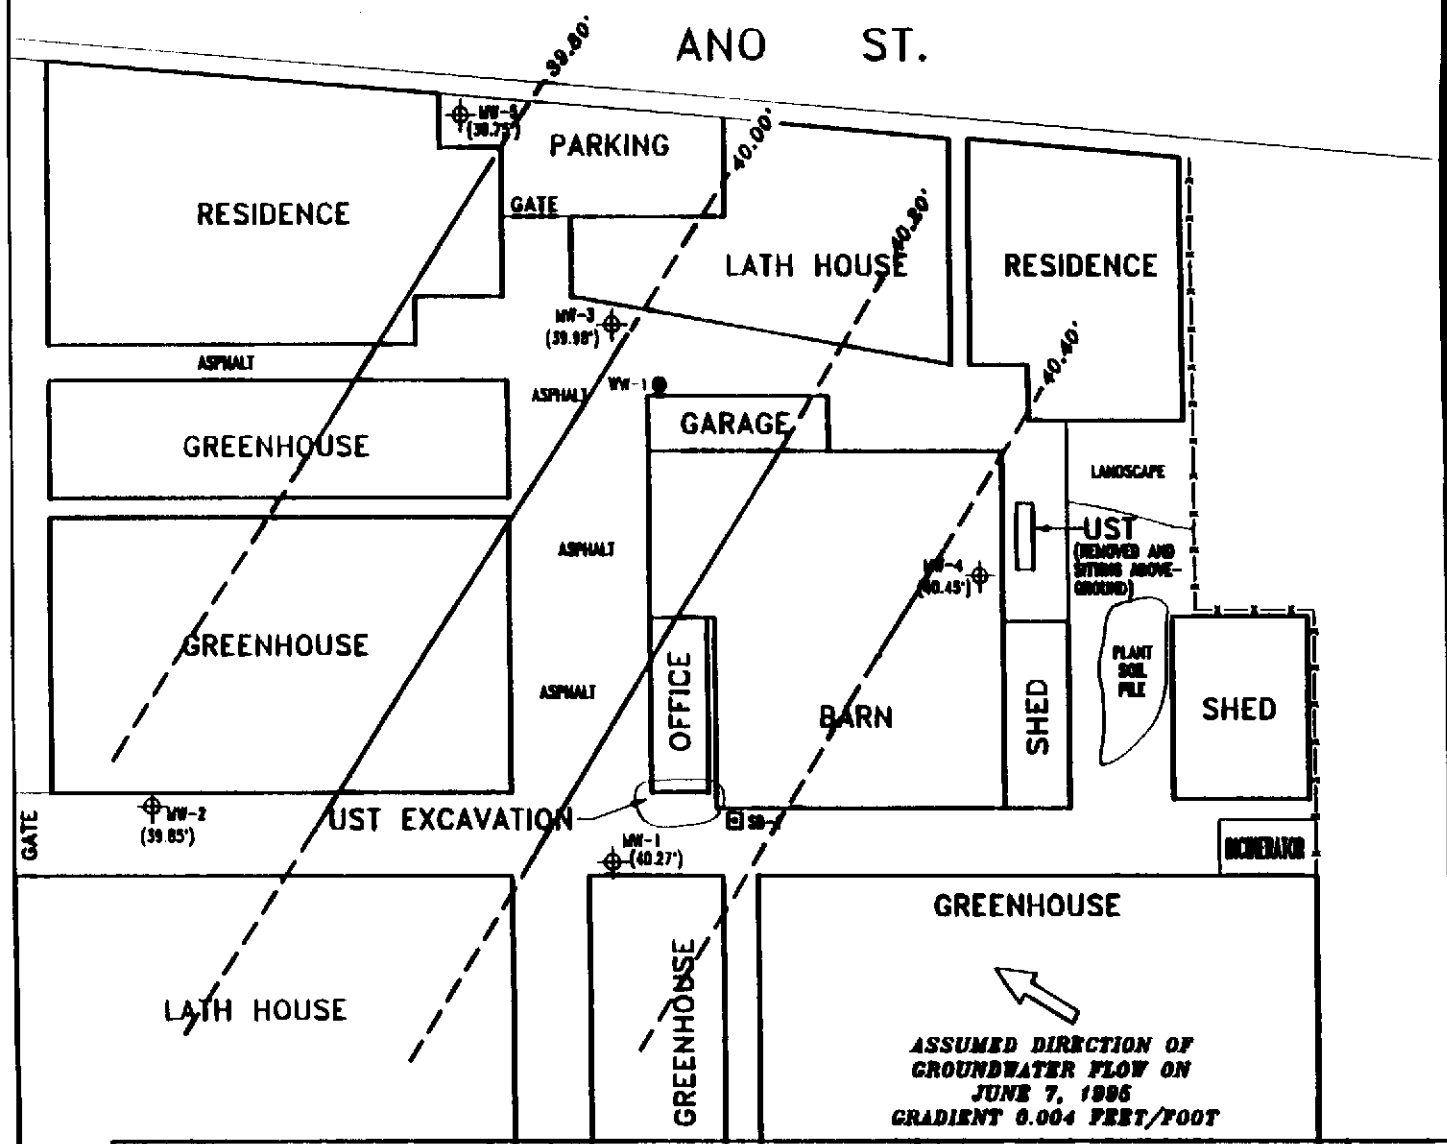 ANO ST.
39.80'
MW-5
PARKING
40.00'
RESIDENCE
GATE
40.20'
LATH HOUSE
RESIDENCE
MW-3
(39.98')
40.40'
ASPHALT
ASPHALT
WW-1
GARAGE
GREENHOUSE
LANDSCAPE
UST
(REMOVED AND
SITTING ABOVE-
GROUND)
ASPHALT
MW-4
(40.45')
GREENHOUSE
PLANT
SOIL
PILE
ASPHALT
OFFICE
BARN
SHED
SHED
GATE
MW-2
(39.85')
UST EXCAVATION
MW-1
(40.27')
INCINERATOR
GREENHOUSE
GREENHOUSE
LATH HOUSE
ASSUMED DIRECTION OF
GROUNDWATER FLOW ON
JUNE 7, 1995
GRADIENT 0.004 FEET/FOOT